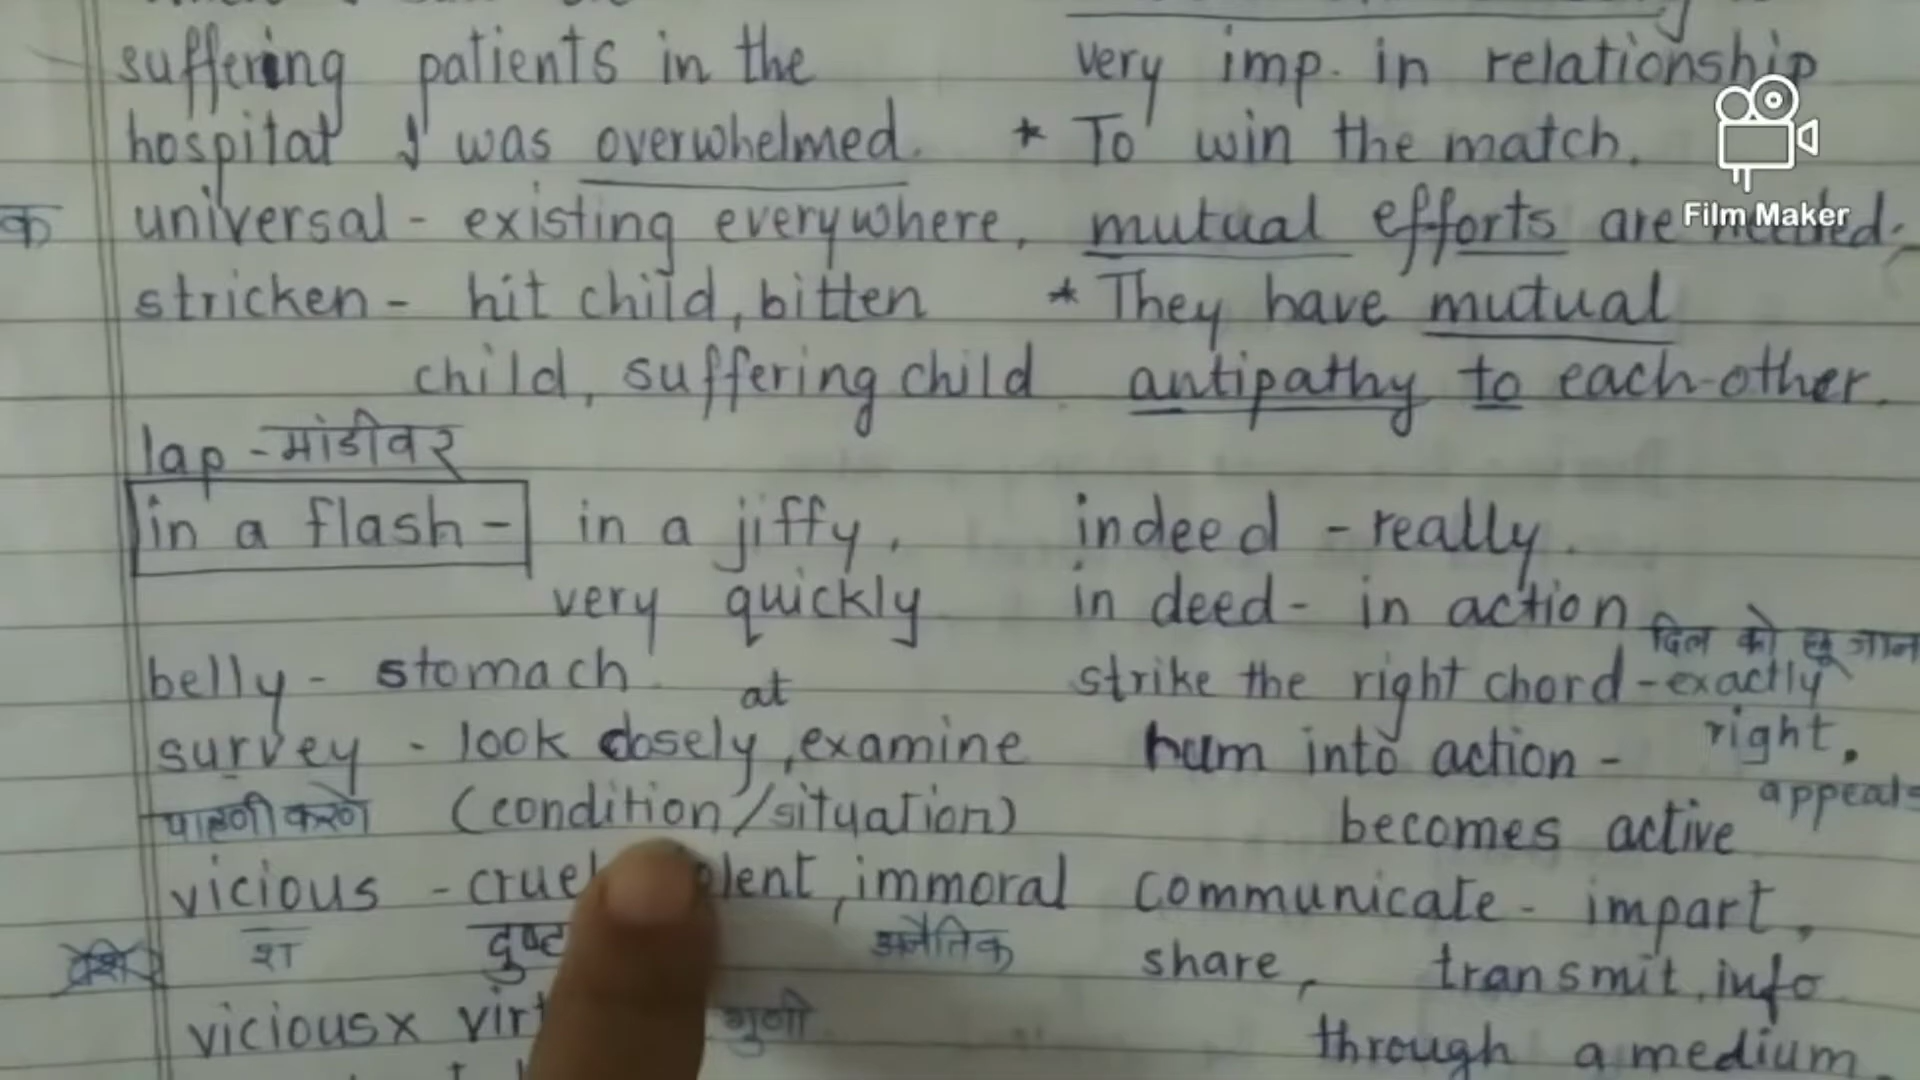 suffering patients in the
hospital I was overwhelmed.
क universal - existing everywhere,
stricken - hit child, bitten
child, suffering child
lap - मांडीवर
in a flash - in a jiffy,
very quickly
belly - stomach
at
survey - look closely, examine
पाहणी करणे (condition/situation)
vicious - cruel, immoral
श दुष्ट अनैतिक
vicious x गुणी
very imp. in relationship
* To win the match,
mutual efforts are needed.
* They have mutual
antipathy to each-other.
indeed - really.
in deed - in action
दिल को छू जान
strike the right chord - exactly
right.
hum into action -
appeals
becomes active
communicate - impart,
share, transmit, info
through a medium.
Film Maker